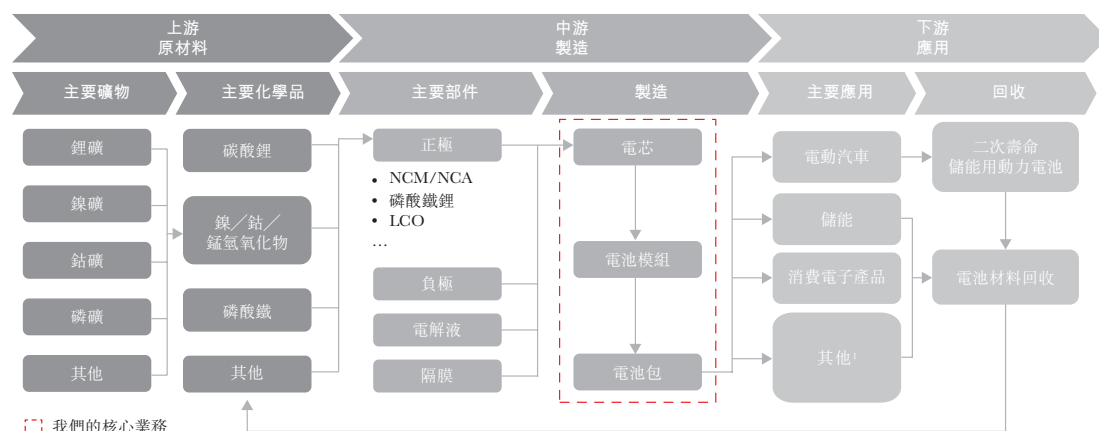 上游
原材料
中游
製造
下游
應用
主要礦物
主要化學品
主要部件
製造
主要應用
回收
鋰礦
鎳礦
鈷礦
磷礦
其他
碳酸鋰
鎳／鈷／
錳氫氧化物
磷酸鐵
其他
正極
• NCM/NCA
• 磷酸鐵鋰
• LCO
…
負極
電解液
隔膜
電芯
電池模組
電池包
電動汽車
儲能
消費電子產品
其他¹
二次壽命
儲能用動力電池
電池材料回收
我們的核心業務